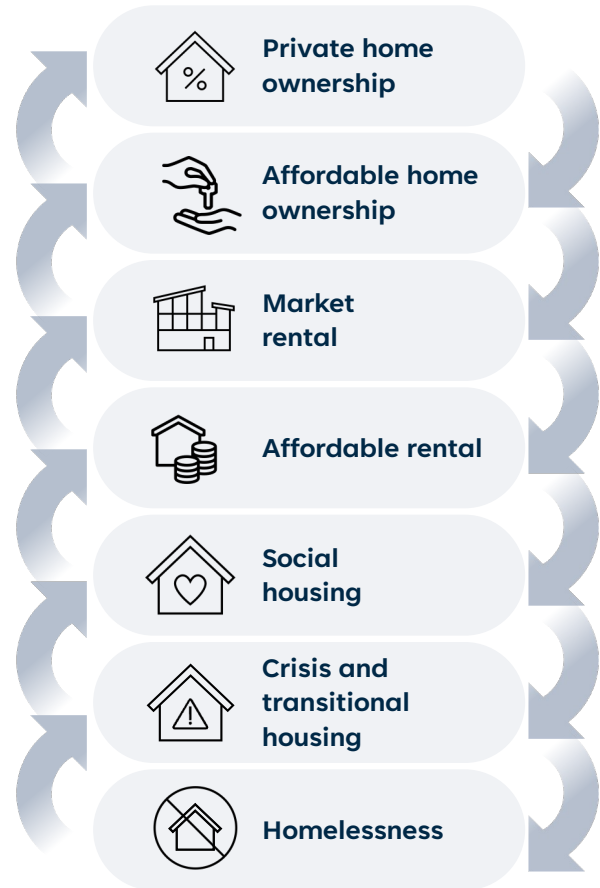 Private home
ownership
%
Affordable home
ownership
Market
rental
Affordable rental
Social
housing
Crisis and
transitional
housing
!
Homelessness